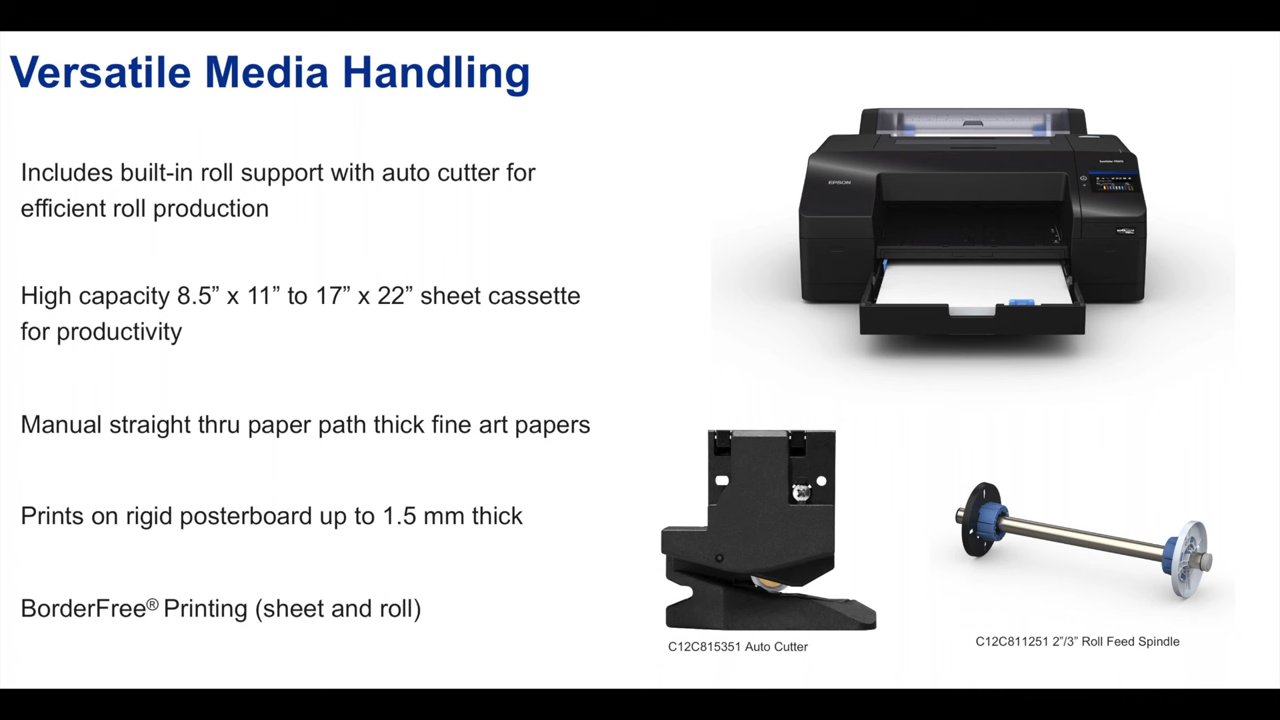 Versatile Media Handling
Includes built-in roll support with auto cutter for
efficient roll production
High capacity 8.5” x 11” to 17” x 22” sheet cassette
for productivity
Manual straight thru paper path thick fine art papers
Prints on rigid posterboard up to 1.5 mm thick
BorderFree® Printing (sheet and roll)
EPSON
C12C815351 Auto Cutter
C12C811251 2”/3” Roll Feed Spindle